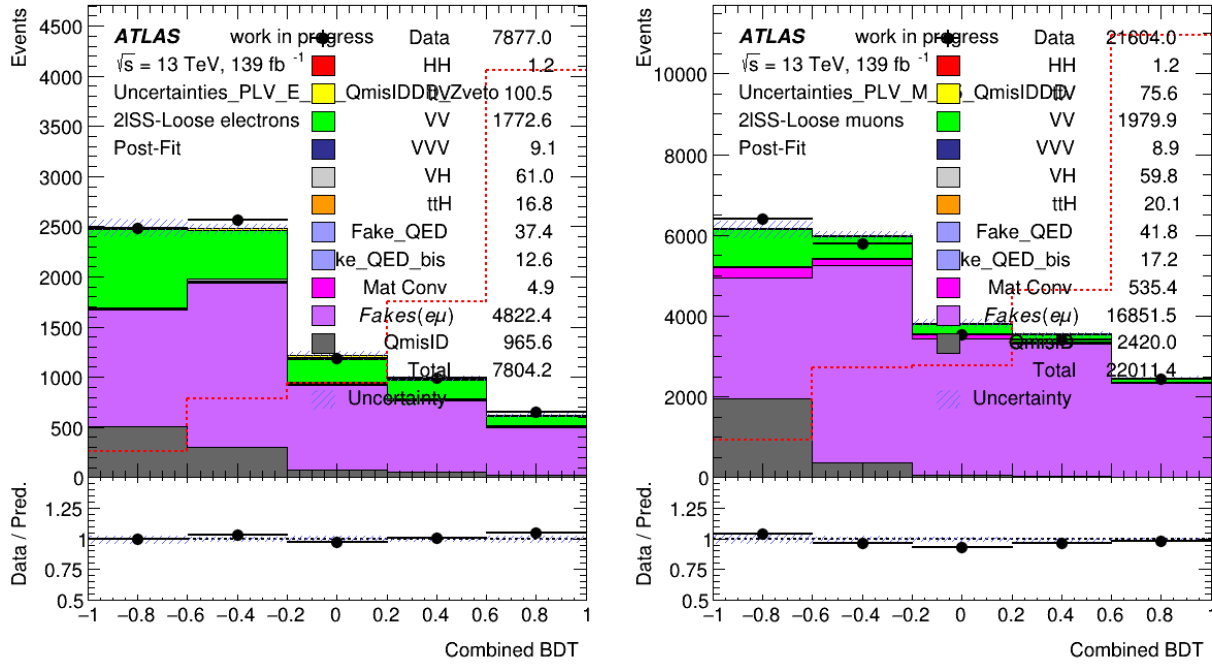 Events
ATLAS work in progress
√s = 13 TeV, 139 fb⁻¹
Uncertainties_PLV_E_ _QmisIDDD_Zveto
2lSS-Loose electrons
Post-Fit
Data 7877.0
HH 1.2
ttV 100.5
VV 1772.6
VVV 9.1
VH 61.0
ttH 16.8
Fake_QED 37.4
ke_QED_bis 12.6
Mat Conv 4.9
Fakes(eμ) 4822.4
QmisID 965.6
Total 7804.2
Uncertainty
4500
4000
3500
3000
2500
2000
1500
1000
500
0
Data / Pred.
1.25
1
0.75
0.5
−1 −0.8 −0.6 −0.4 −0.2 0 0.2 0.4 0.6 0.8 1
Combined BDT
Events
ATLAS work in progress
√s = 13 TeV, 139 fb⁻¹
Uncertainties_PLV_M_ _QmisIDDD
2lSS-Loose muons
Post-Fit
Data 21604.0
HH 1.2
ttV 75.6
VV 1979.9
VVV 8.9
VH 59.8
ttH 20.1
Fake_QED 41.8
ke_QED_bis 17.2
Mat Conv 535.4
Fakes(eμ) 16851.5
QmisID 2420.0
Total 22011.4
Uncertainty
10000
8000
6000
4000
2000
0
Data / Pred.
1.25
1
0.75
0.5
−1 −0.8 −0.6 −0.4 −0.2 0 0.2 0.4 0.6 0.8 1
Combined BDT